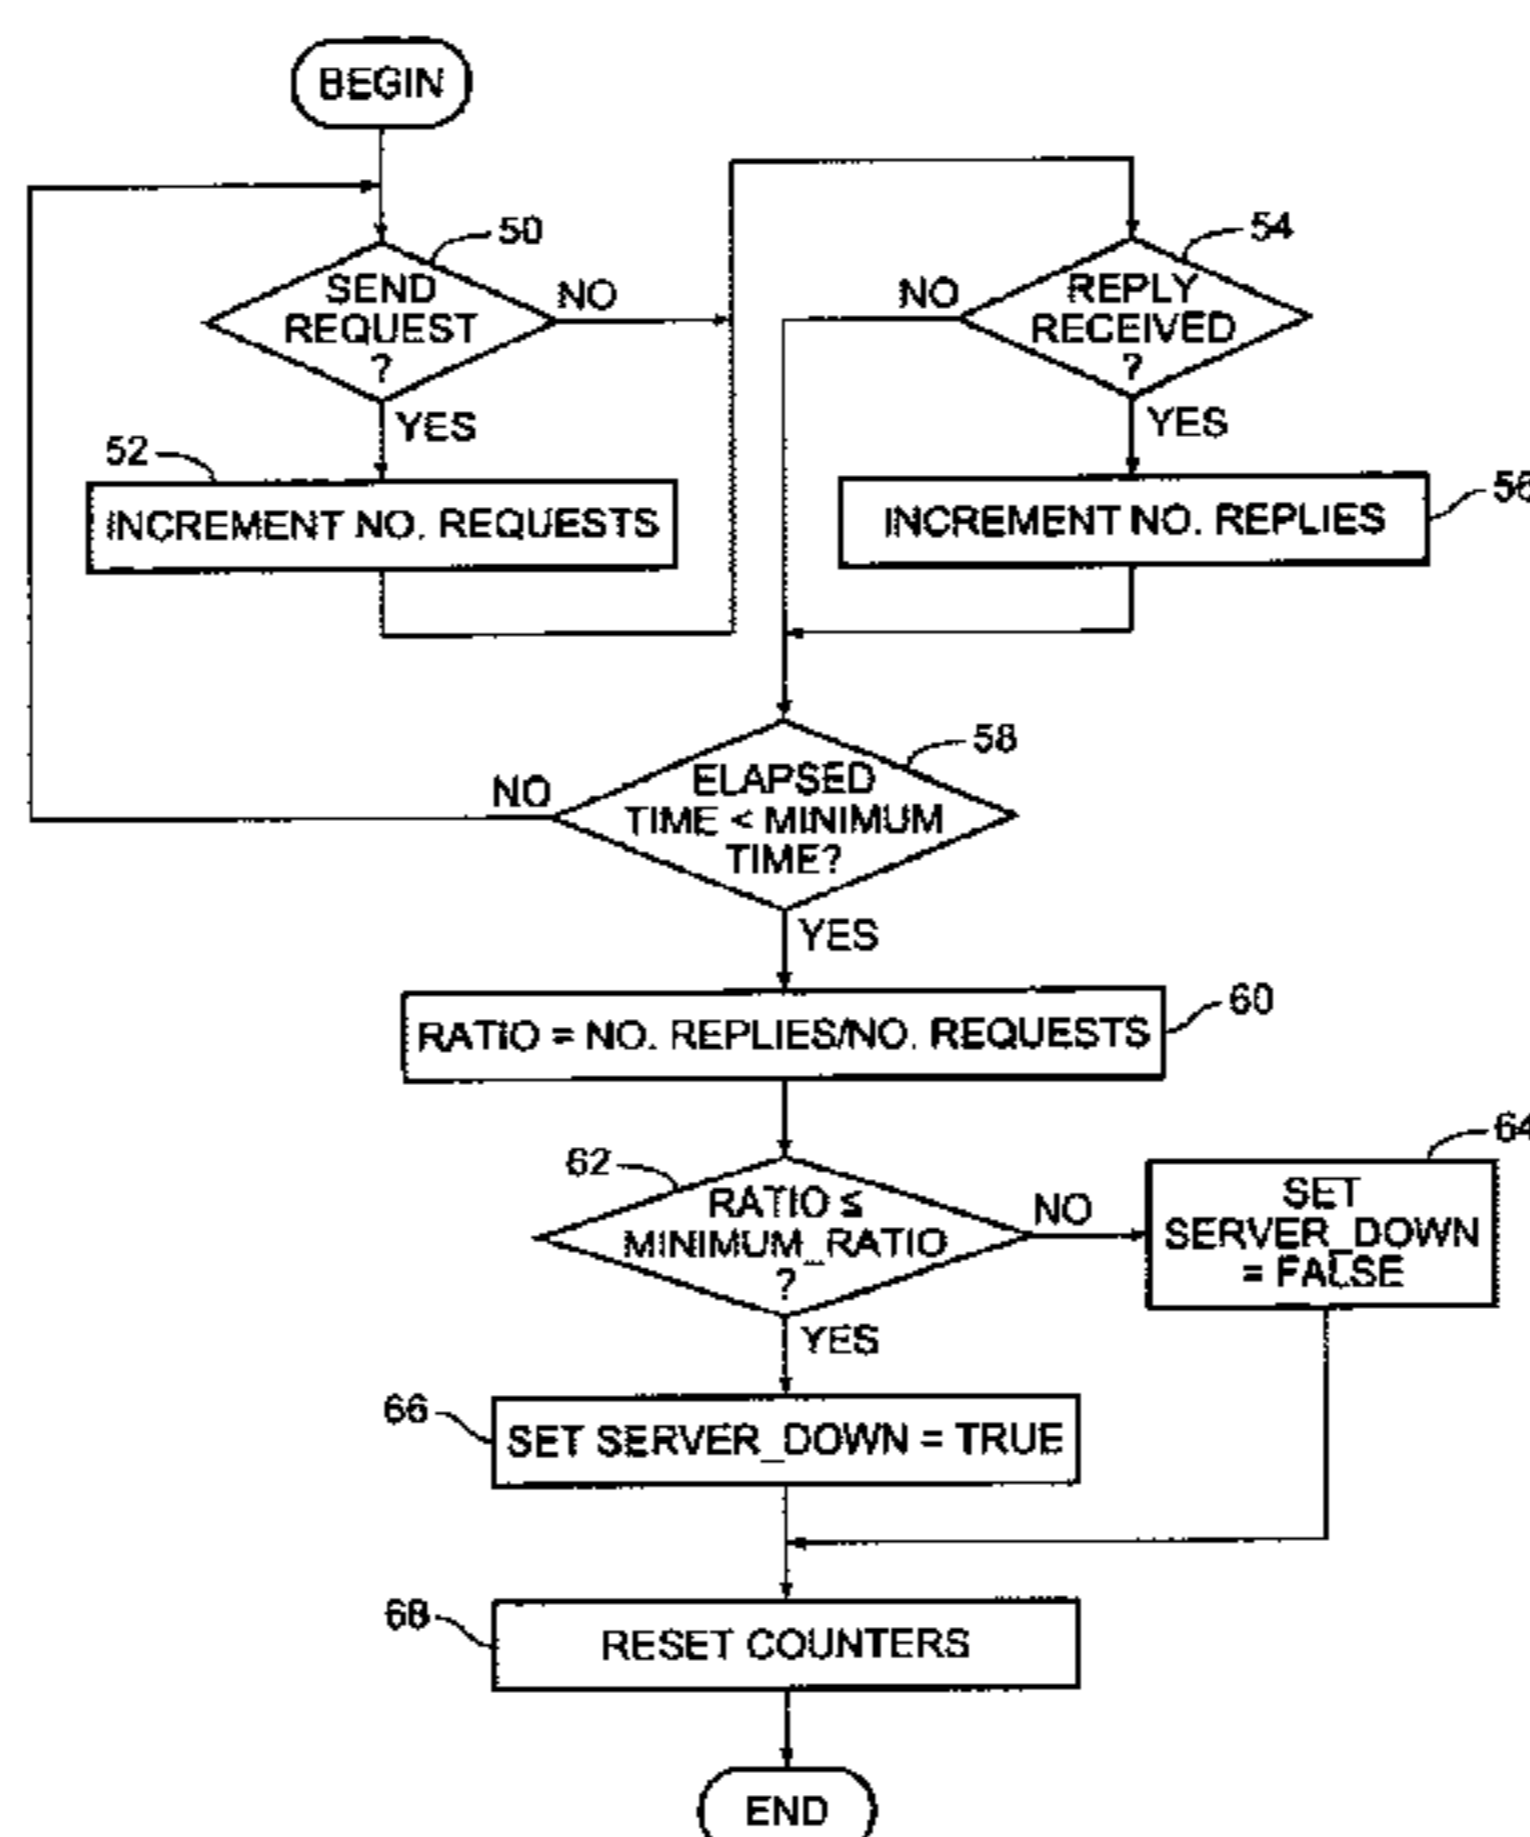 BEGIN
50
SEND
REQUEST
?
NO
YES
52
INCREMENT NO. REQUESTS
54
REPLY
RECEIVED
?
NO
YES
56
INCREMENT NO. REPLIES
58
ELAPSED
TIME < MINIMUM
TIME?
NO
YES
60
RATIO = NO. REPLIES/NO. REQUESTS
62
RATIO ≤
MINIMUM_RATIO
?
NO
YES
64
SET
SERVER_DOWN
= FALSE
66
SET SERVER_DOWN = TRUE
68
RESET COUNTERS
END